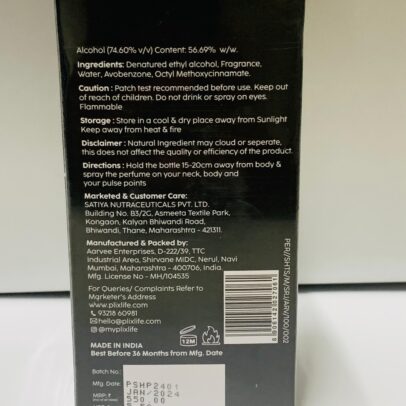 Alcohol (74.60% v/v) Content: 56.69% w/w.
Ingredients: Denatured ethyl alcohol, Fragrance,
Water, Avobenzone, Octyl Methoxycinnamate.
Caution : Patch test recommended before use. Keep out
of reach of children. Do not drink or spray on eyes.
Flammable
Storage : Store in a cool & dry place away from Sunlight
Keep away from heat & fire
Disclaimer : Natural Ingredient may cloud or seperate,
this does not affect the quality or effeciency of the product.
Directions : Hold the bottle 15-20cm away from body &
spray the perfume on your neck, body and
your pulse points
Marketed & Customer Care:
SATIYA NUTRACEUTICALS PVT. LTD.
Building No. B3/2G, Asmeeta Textile Park,
Kongaon, Kalyan Bhiwandi Road,
Bhiwandi, Thane, Maharashtra - 421311.
Manufactured & Packed by:
Aarvee Enterprises, D-222/39, TTC
Industrial Area, Shirvane MIDC, Nerul, Navi
Mumbai, Maharashtra - 400706, India.
Mfg. License No - MH/104535
For Queries/ Complaints Refer to
Marketer's Address
www.plixlife.com
93218 60981
hello@plixlife.com
@myplixlife
MADE IN INDIA
Best Before 36 Months from Mfg. Date
12M
Batch No.:
PSHP2401
Mfg. Date:
JAN/2024
MRP: ₹
550.00